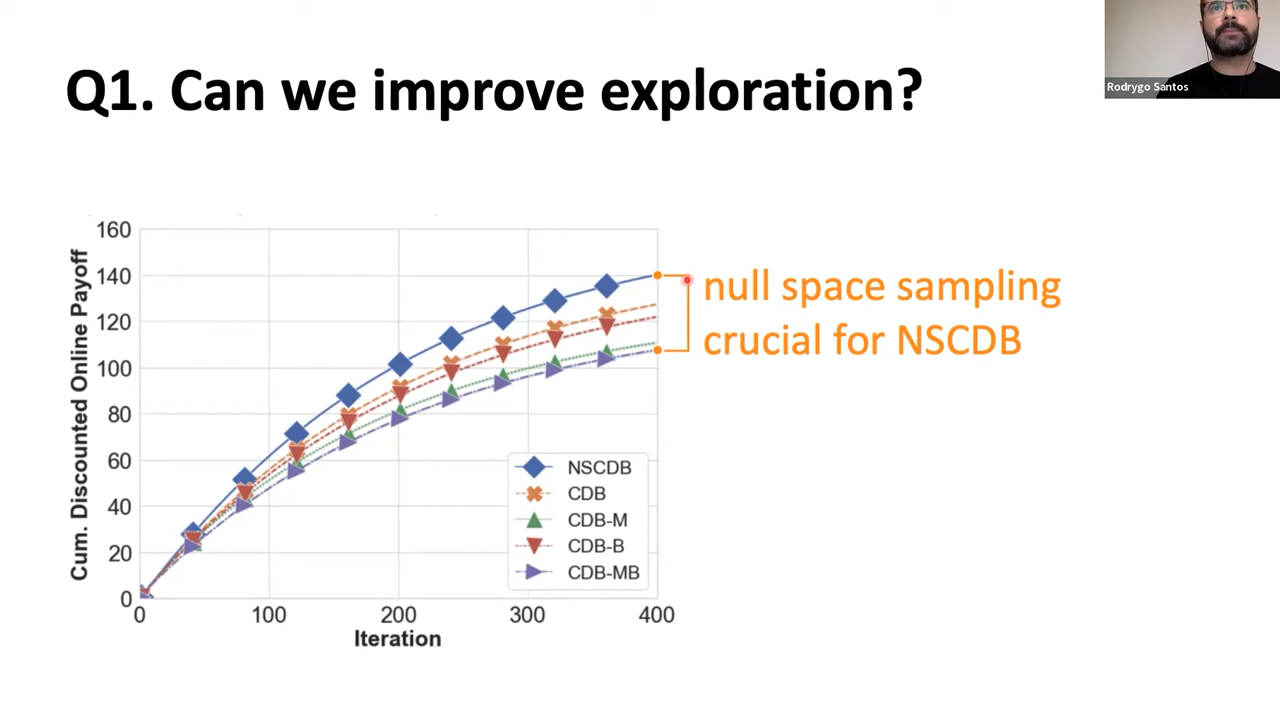 Q1. Can we improve exploration?
Rodrygo Santos
Cum. Discounted Online Payoff
160
140
120
100
80
60
40
20
0
0 100 200 300 400
Iteration
NSCDB
CDB
CDB-M
CDB-B
CDB-MB
null space sampling
crucial for NSCDB